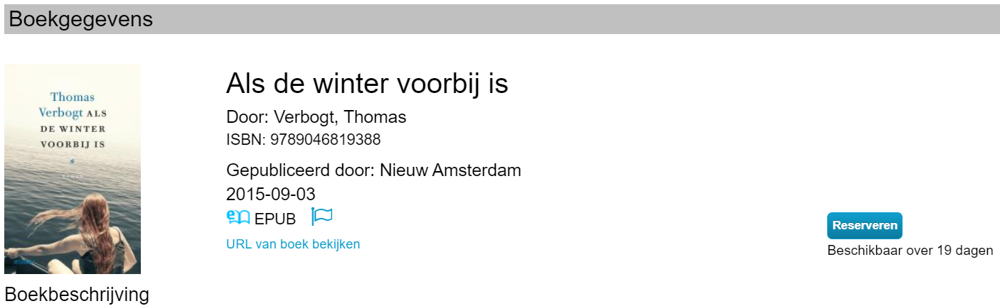 Boekgegevens
Thomas
Verbogt ALS
DE WINTER
VOORBIJ IS
*
ROMAN
Als de winter voorbij is
Door: Verbogt, Thomas
ISBN: 9789046819388
Gepubliceerd door: Nieuw Amsterdam
2015-09-03
e EPUB
URL van boek bekijken
Reserveren
Beschikbaar over 19 dagen
Boekbeschrijving